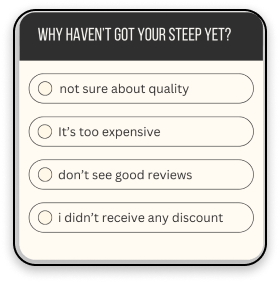 WHY HAVEN'T GOT YOUR STEEP YET?
not sure about quality
It's too expensive
don't see good reviews
i didn't receive any discount